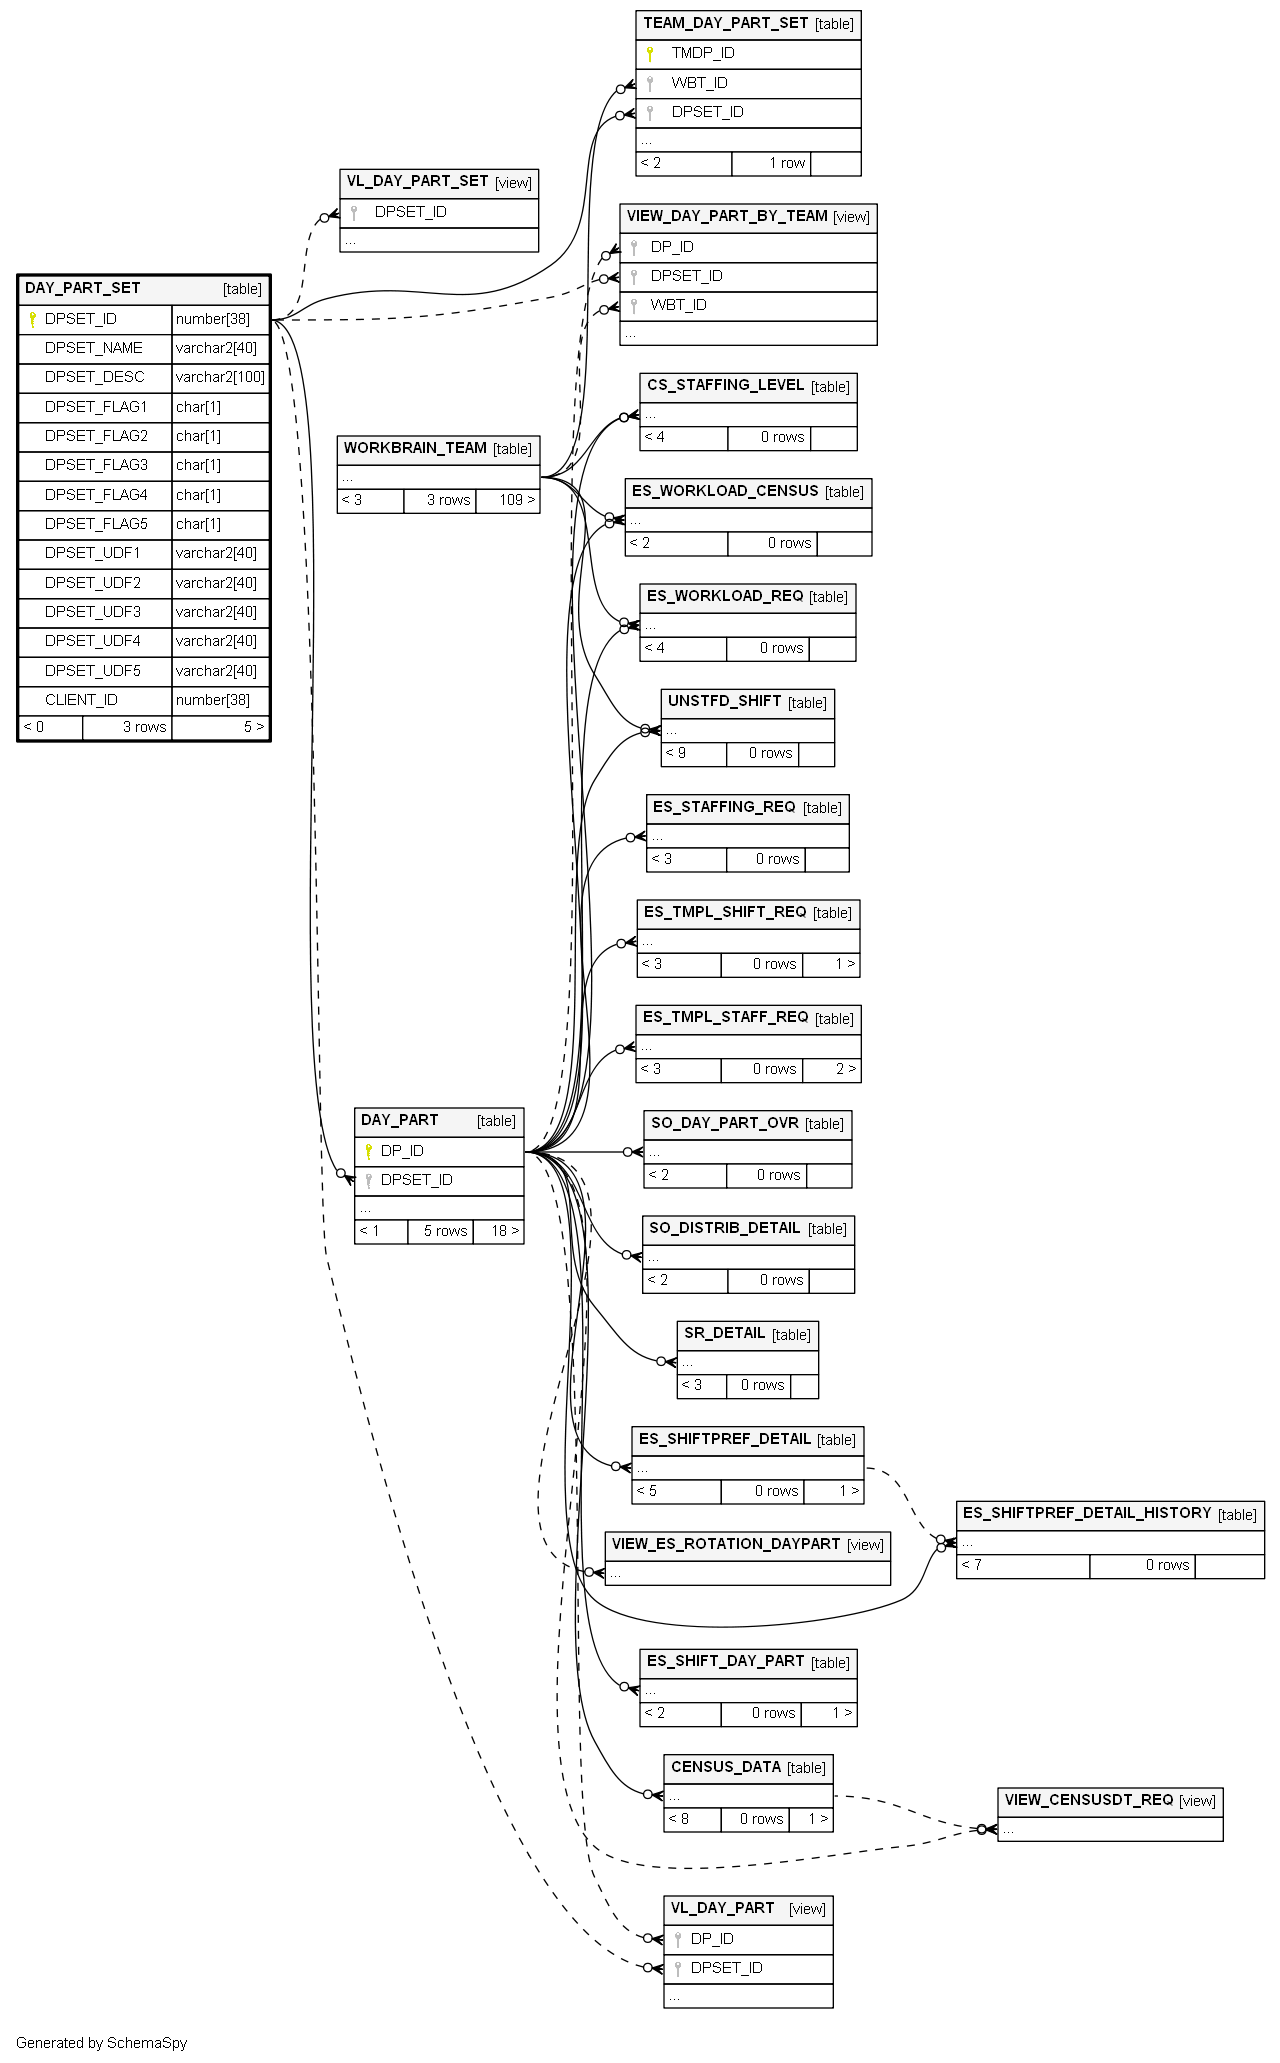 TEAM_DAY_PART_SET [table]
TMDP_ID
WBT_ID
DPSET_ID
...
< 2 1 row
VL_DAY_PART_SET [view]
DPSET_ID
...
VIEW_DAY_PART_BY_TEAM [view]
DP_ID
DPSET_ID
WBT_ID
...
DAY_PART_SET [table]
DPSET_ID number[38]
DPSET_NAME varchar2[40]
DPSET_DESC varchar2[100]
DPSET_FLAG1 char[1]
DPSET_FLAG2 char[1]
DPSET_FLAG3 char[1]
DPSET_FLAG4 char[1]
DPSET_FLAG5 char[1]
DPSET_UDF1 varchar2[40]
DPSET_UDF2 varchar2[40]
DPSET_UDF3 varchar2[40]
DPSET_UDF4 varchar2[40]
DPSET_UDF5 varchar2[40]
CLIENT_ID number[38]
< 0 3 rows 5 >
WORKBRAIN_TEAM [table]
...
< 3 3 rows 109 >
CS_STAFFING_LEVEL [table]
...
< 4 0 rows
ES_WORKLOAD_CENSUS [table]
...
< 2 0 rows
ES_WORKLOAD_REQ [table]
...
< 4 0 rows
UNSTFD_SHIFT [table]
...
< 9 0 rows
ES_STAFFING_REQ [table]
...
< 3 0 rows
ES_TMPL_SHIFT_REQ [table]
...
< 3 0 rows 1 >
ES_TMPL_STAFF_REQ [table]
...
< 3 0 rows 2 >
DAY_PART [table]
DP_ID
DPSET_ID
...
< 1 5 rows 18 >
SO_DAY_PART_OVR [table]
...
< 2 0 rows
SO_DISTRIB_DETAIL [table]
...
< 2 0 rows
SR_DETAIL [table]
...
< 3 0 rows
ES_SHIFTPREF_DETAIL [table]
...
< 5 0 rows 1 >
ES_SHIFTPREF_DETAIL_HISTORY [table]
...
< 7 0 rows
VIEW_ES_ROTATION_DAYPART [view]
...
ES_SHIFT_DAY_PART [table]
...
< 2 0 rows 1 >
CENSUS_DATA [table]
...
< 8 0 rows 1 >
VIEW_CENSUSDT_REQ [view]
...
VL_DAY_PART [view]
DP_ID
DPSET_ID
...
Generated by SchemaSpy